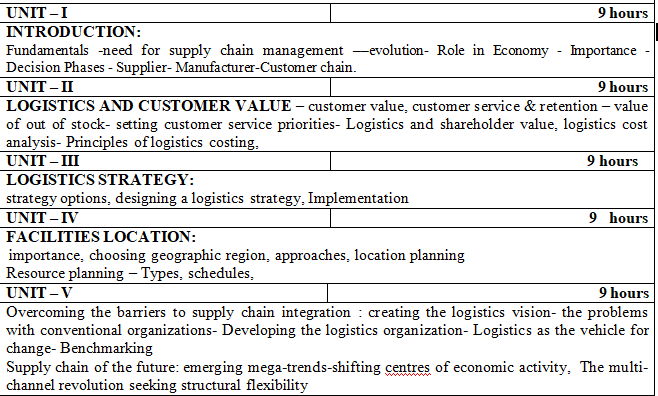 UNIT – I 9 hours
INTRODUCTION:
Fundamentals -need for supply chain management —evolution- Role in Economy - Importance -
Decision Phases - Supplier- Manufacturer-Customer chain.
UNIT – II 9 hours
LOGISTICS AND CUSTOMER VALUE – customer value, customer service & retention – value
of out of stock- setting customer service priorities- Logistics and shareholder value, logistics cost
analysis- Principles of logistics costing,
UNIT – III 9 hours
LOGISTICS STRATEGY:
strategy options, designing a logistics strategy, Implementation
UNIT – IV 9 hours
FACILITIES LOCATION:
importance, choosing geographic region, approaches, location planning
Resource planning – Types, schedules,
UNIT – V 9 hours
Overcoming the barriers to supply chain integration : creating the logistics vision- the problems
with conventional organizations- Developing the logistics organization- Logistics as the vehicle for
change- Benchmarking
Supply chain of the future: emerging mega-trends-shifting centres of economic activity, The multi-
channel revolution seeking structural flexibility